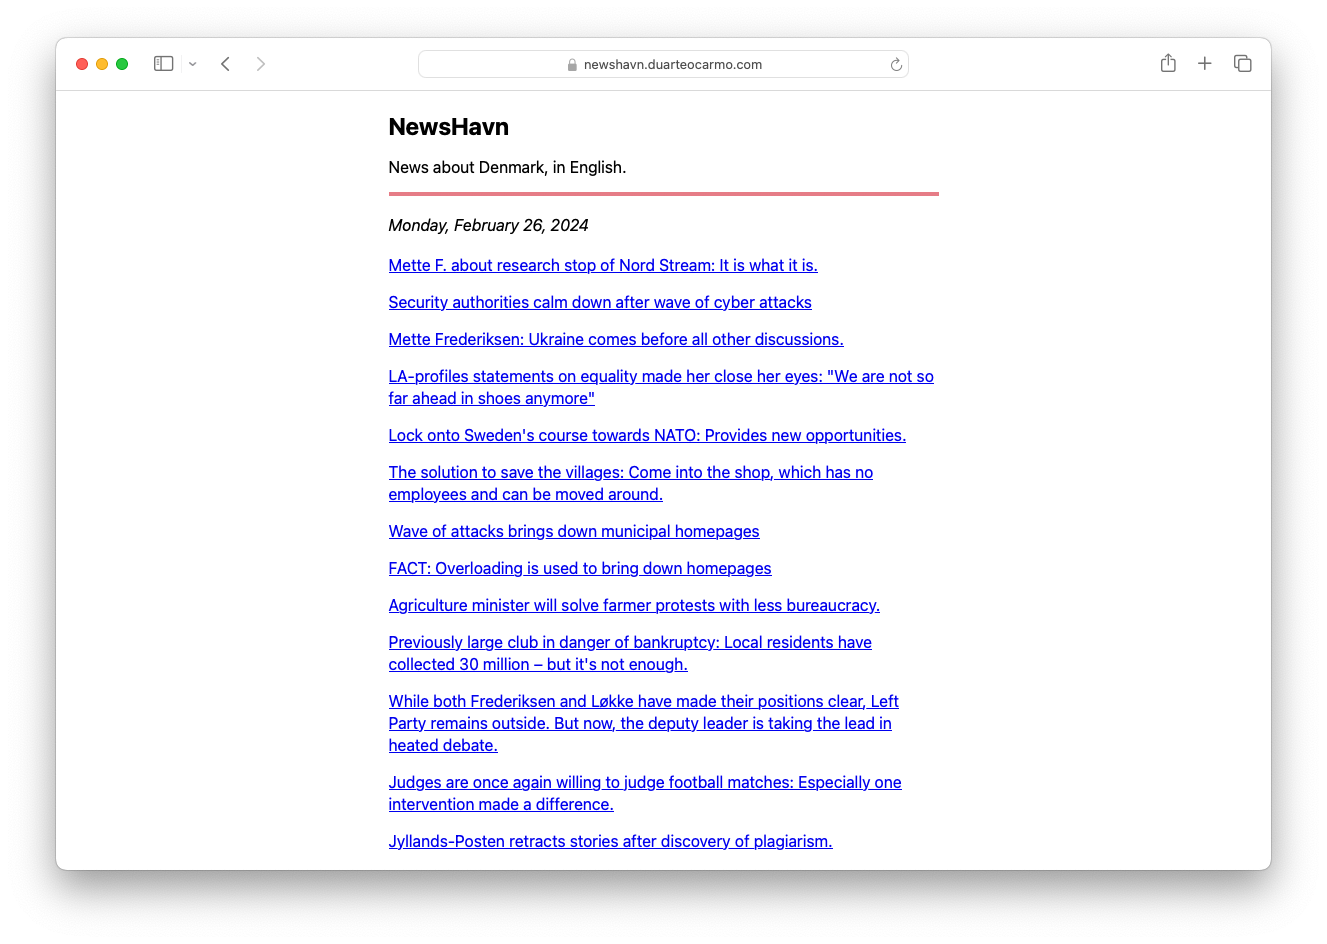 newshavn.duarteocarmo.com
NewsHavn
News about Denmark, in English.
Monday, February 26, 2024
Mette F. about research stop of Nord Stream: It is what it is.
Security authorities calm down after wave of cyber attacks
Mette Frederiksen: Ukraine comes before all other discussions.
LA-profiles statements on equality made her close her eyes: "We are not so
far ahead in shoes anymore"
Lock onto Sweden's course towards NATO: Provides new opportunities.
The solution to save the villages: Come into the shop, which has no
employees and can be moved around.
Wave of attacks brings down municipal homepages
FACT: Overloading is used to bring down homepages
Agriculture minister will solve farmer protests with less bureaucracy.
Previously large club in danger of bankruptcy: Local residents have
collected 30 million – but it's not enough.
While both Frederiksen and Løkke have made their positions clear, Left
Party remains outside. But now, the deputy leader is taking the lead in
heated debate.
Judges are once again willing to judge football matches: Especially one
intervention made a difference.
Jyllands-Posten retracts stories after discovery of plagiarism.